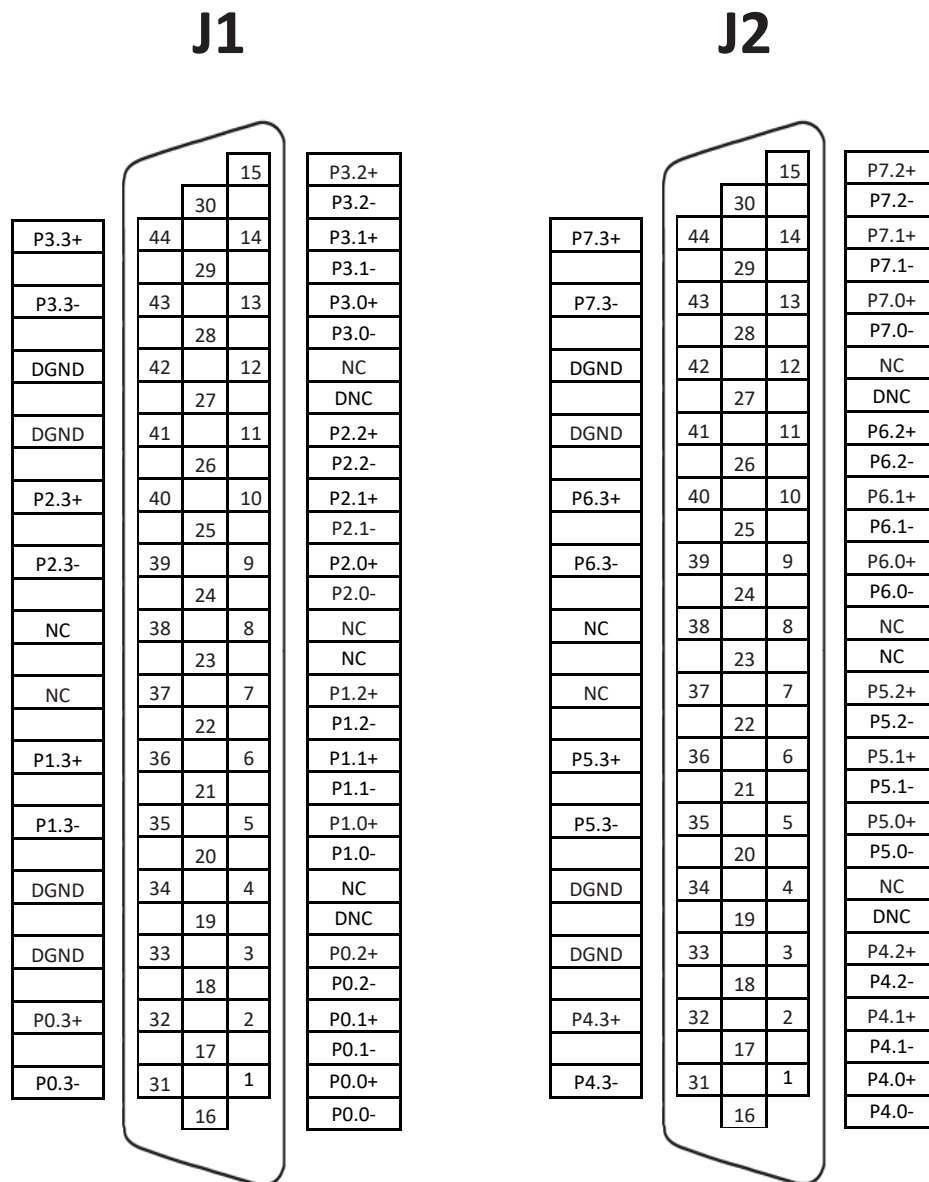 J1 J2
15 P3.2+ 15 P7.2+
30 P3.2- 30 P7.2-
P3.3+ 44 14 P3.1+ P7.3+ 44 14 P7.1+
29 P3.1- 29 P7.1-
P3.3- 43 13 P3.0+ P7.3- 43 13 P7.0+
28 P3.0- 28 P7.0-
DGND 42 12 NC DGND 42 12 NC
27 DNC 27 DNC
DGND 41 11 P2.2+ DGND 41 11 P6.2+
26 P2.2- 26 P6.2-
P2.3+ 40 10 P2.1+ P6.3+ 40 10 P6.1+
25 P2.1- 25 P6.1-
P2.3- 39 9 P2.0+ P6.3- 39 9 P6.0+
24 P2.0- 24 P6.0-
NC 38 8 NC NC 38 8 NC
23 NC 23 NC
NC 37 7 P1.2+ NC 37 7 P5.2+
22 P1.2- 22 P5.2-
P1.3+ 36 6 P1.1+ P5.3+ 36 6 P5.1+
21 P1.1- 21 P5.1-
P1.3- 35 5 P1.0+ P5.3- 35 5 P5.0+
20 P1.0- 20 P5.0-
DGND 34 4 NC DGND 34 4 NC
19 DNC 19 DNC
DGND 33 3 P0.2+ DGND 33 3 P4.2+
18 P0.2- 18 P4.2-
P0.3+ 32 2 P0.1+ P4.3+ 32 2 P4.1+
17 P0.1- 17 P4.1-
P0.3- 31 1 P0.0+ P4.3- 31 1 P4.0+
16 P0.0- 16 P4.0-